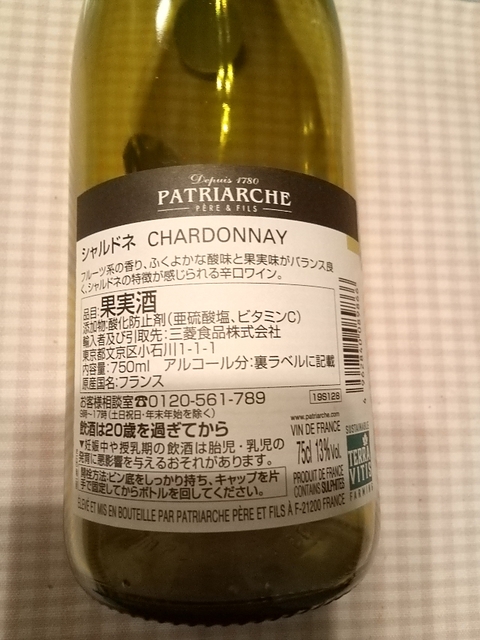 Depuis 1780
PATRIARCHE
PÈRE & FILS
シャルドネ CHARDONNAY
フルーツ系の香り、ふくよかな酸味と果実味がバランス良
く、シャルドネの特徴が感じられる辛口ワイン。
品目:果実酒
添加物:酸化防止剤(亜硫酸塩、ビタミンC)
輸入者及び引取先:三菱食品株式会社
東京都文京区小石川1-1-1
内容量:750ml アルコール分:裏ラベルに記載
原産国名:フランス
お客様相談室☎0120-561-789
9時～17時(土日祝日・年末年始を除く)
19S129
飲酒は20歳を過ぎてから
▼妊娠中や授乳期の飲酒は胎児・乳児の
発育に悪影響を与えるおそれがあります。
開栓方法:ビン底をしっかり持ち、キャップを片
手で固定してからボトルを回してください。
www.patriarche.com
VIN DE FRANCE
75cl 13%Vol.
PRODUIT DE FRANCE
CONTAINS SULPHITES
SUSTAINABLE
TERRA
VITIS
FARMING
ELEVÉ ET MIS EN BOUTEILLE PAR PATRIARCHE PÈRE ET FILS À F-21200 FRANCE